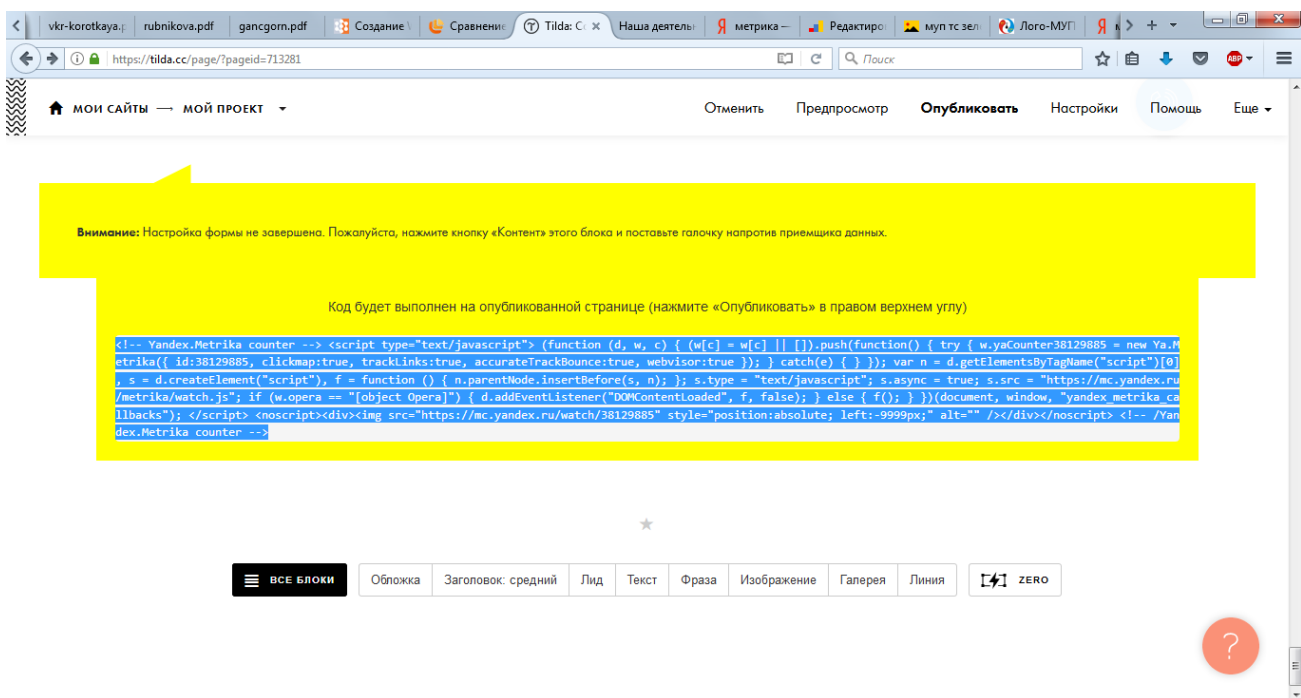 vkr-korotkaya.p rubnikova.pdf gancgorn.pdf Создание \ Сравнение Tilda: Со Наша деятель Я метрика — Редактиро муп тс зел Лого-МУП
https://tilda.cc/page/?pageid=713281 Поиск ABP
МОИ САЙТЫ → МОЙ ПРОЕКТ Отменить Предпросмотр Опубликовать Настройки Помощь Еще
Внимание: Настройка формы не завершена. Пожалуйста, нажмите кнопку «Контент» этого блока и поставьте галочку напротив приемщика данных.
Код будет выполнен на опубликованной странице (нажмите «Опубликовать» в правом верхнем углу)
<!-- Yandex.Metrika counter --> <script type="text/javascript"> (function (d, w, c) { (w[c] = w[c] || []).push(function() { try { w.yaCounter38129885 = new Ya.M
etrika({ id:38129885, clickmap:true, trackLinks:true, accurateTrackBounce:true, webvisor:true }); } catch(e) { } }); var n = d.getElementsByTagName("script")[0]
, s = d.createElement("script"), f = function () { n.parentNode.insertBefore(s, n); }; s.type = "text/javascript"; s.async = true; s.src = "https://mc.yandex.ru
/metrika/watch.js"; if (w.opera == "[object Opera]") { d.addEventListener("DOMContentLoaded", f, false); } else { f(); } })(document, window, "yandex_metrika_ca
llbacks"); </script> <noscript><div><img src="https://mc.yandex.ru/watch/38129885" style="position:absolute; left:-9999px;" alt="" /></div></noscript> <!-- /Yan
dex.Metrika counter -->
ВСЕ БЛОКИ Обложка Заголовок: средний Лид Текст Фраза Изображение Галерея Линия ZERO
?